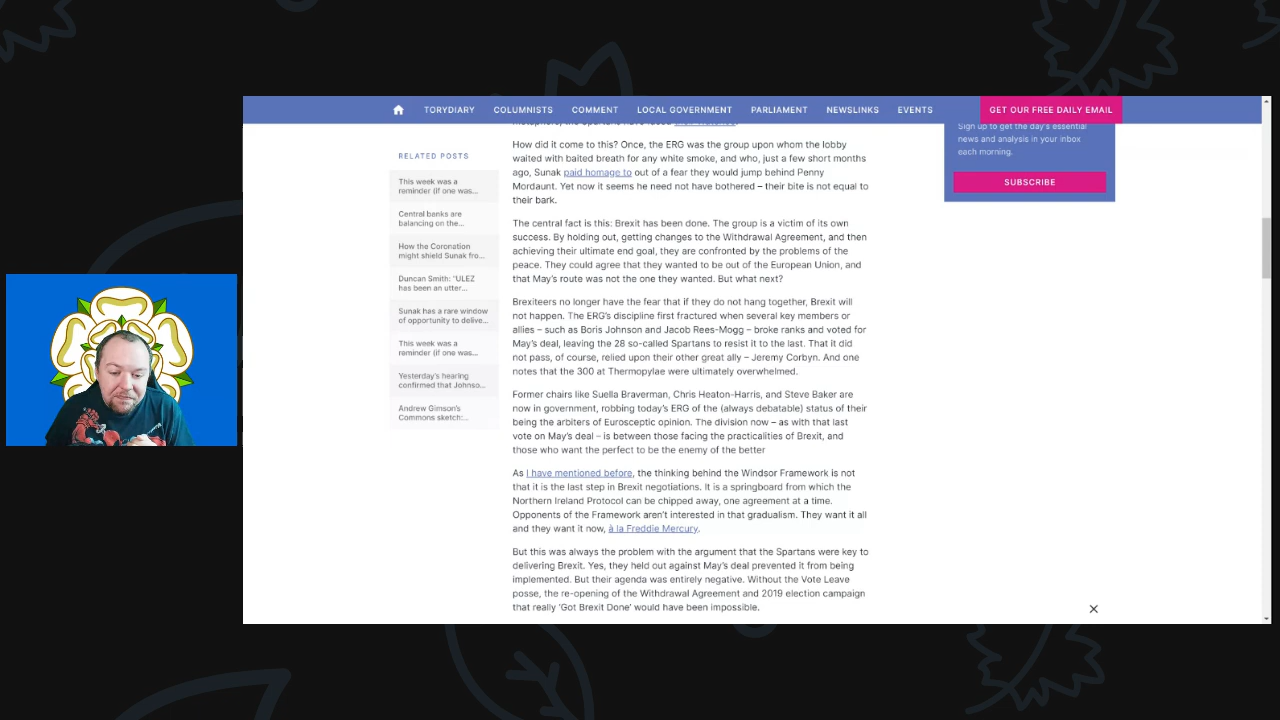 TORYDIARY COLUMNISTS COMMENT LOCAL GOVERNMENT PARLIAMENT NEWSLINKS EVENTS GET OUR FREE DAILY EMAIL
RELATED POSTS
This week was a
reminder (if one was...
Central banks are
balancing on the...
How the Coronation
might shield Sunak fro...
Duncan Smith: "ULEZ
has been an utter...
Sunak has a rare window
of opportunity to delive...
This week was a
reminder (if one was...
Yesterday's hearing
confirmed that Johnso...
Andrew Gimson's
Commons sketch:...
How did it come to this? Once, the ERG was the group upon whom the lobby
waited with baited breath for any white smoke, and who, just a few short months
ago, Sunak paid homage to out of a fear they would jump behind Penny
Mordaunt. Yet now it seems he need not have bothered – their bite is not equal to
their bark.
The central fact is this: Brexit has been done. The group is a victim of its own
success. By holding out, getting changes to the Withdrawal Agreement, and then
achieving their ultimate end goal, they are confronted by the problems of the
peace. They could agree that they wanted to be out of the European Union, and
that May's route was not the one they wanted. But what next?
Brexiteers no longer have the fear that if they do not hang together, Brexit will
not happen. The ERG's discipline first fractured when several key members or
allies – such as Boris Johnson and Jacob Rees-Mogg – broke ranks and voted for
May's deal, leaving the 28 so-called Spartans to resist it to the last. That it did
not pass, of course, relied upon their other great ally – Jeremy Corbyn. And one
notes that the 300 at Thermopylae were ultimately overwhelmed.
Former chairs like Suella Braverman, Chris Heaton-Harris, and Steve Baker are
now in government, robbing today's ERG of the (always debatable) status of their
being the arbiters of Eurosceptic opinion. The division now – as with that last
vote on May's deal – is between those facing the practicalities of Brexit, and
those who want the perfect to be the enemy of the better
As I have mentioned before, the thinking behind the Windsor Framework is not
that it is the last step in Brexit negotiations. It is a springboard from which the
Northern Ireland Protocol can be chipped away, one agreement at a time.
Opponents of the Framework aren't interested in that gradualism. They want it all
and they want it now, à la Freddie Mercury.
But this was always the problem with the argument that the Spartans were key to
delivering Brexit. Yes, they held out against May's deal prevented it from being
implemented. But their agenda was entirely negative. Without the Vote Leave
posse, the re-opening of the Withdrawal Agreement and 2019 election campaign
that really 'Got Brexit Done' would have been impossible.
Sign up to get the day's essential
news and analysis in your inbox
each morning.
SUBSCRIBE